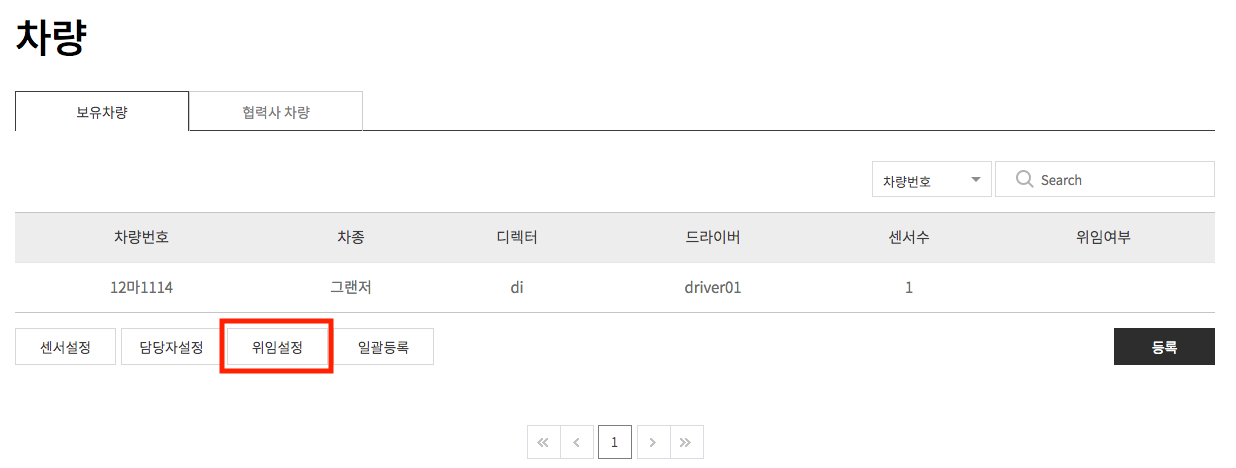 차량
보유차량 협력사 차량
차량번호 Search
차량번호 차종 디렉터 드라이버 센서수 위임여부
12마1114 그랜저 di driver01 1
센서설정 담당자설정 위임설정 일괄등록 등록
1